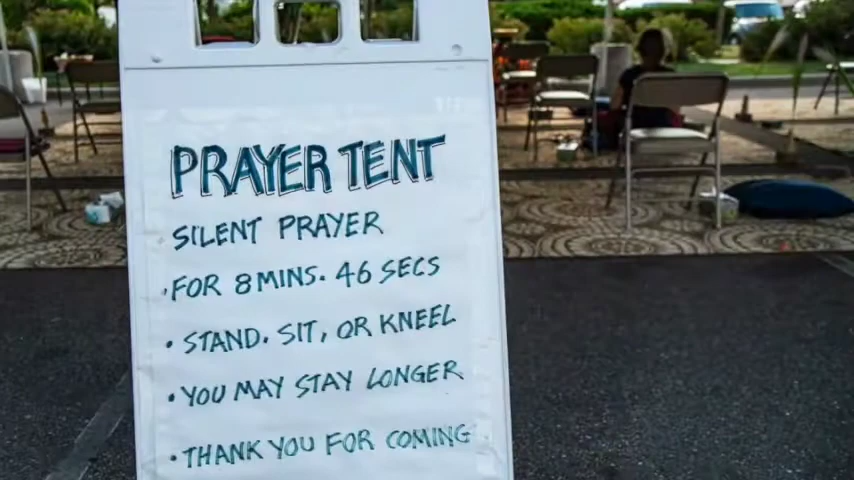 PRAYER TENT
SILENT PRAYER
FOR 8 MINS. 46 SECS
• STAND. SIT, OR KNEEL
• YOU MAY STAY LONGER
• THANK YOU FOR COMING